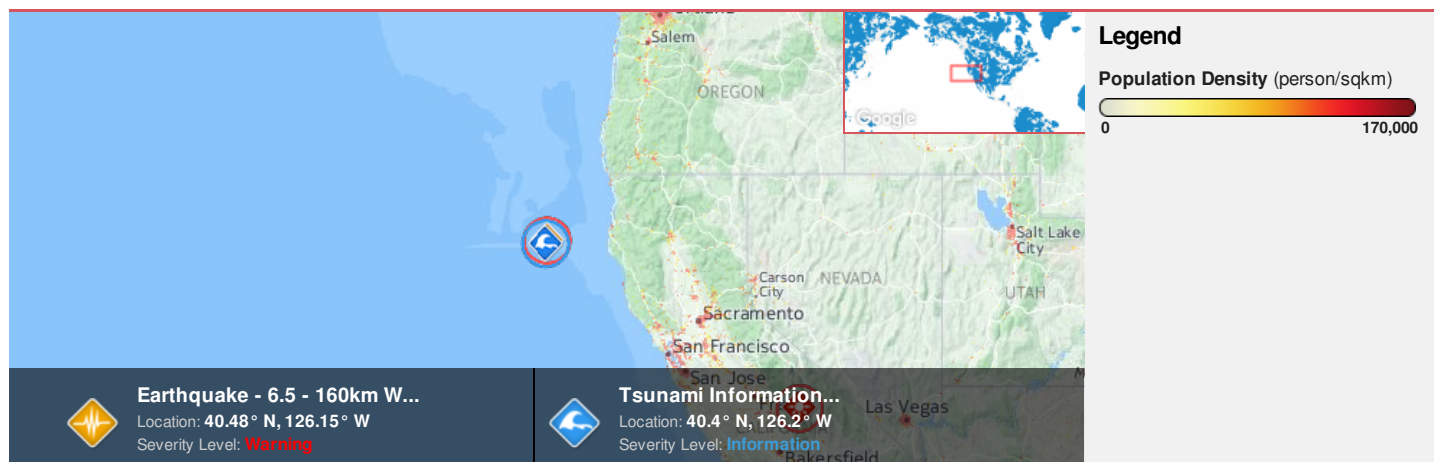 Salem
OREGON
Google
Salt Lake
City
Carson
City
NEVADA
UTAH
Sacramento
San Francisco
San Jose
Las Vegas
Bakersfield
Earthquake - 6.5 - 160km W...
Location: 40.48° N, 126.15° W
Severity Level: Warning
Tsunami Information...
Location: 40.4° N, 126.2° W
Severity Level: Information
Legend
Population Density (person/sqkm)
0
170,000